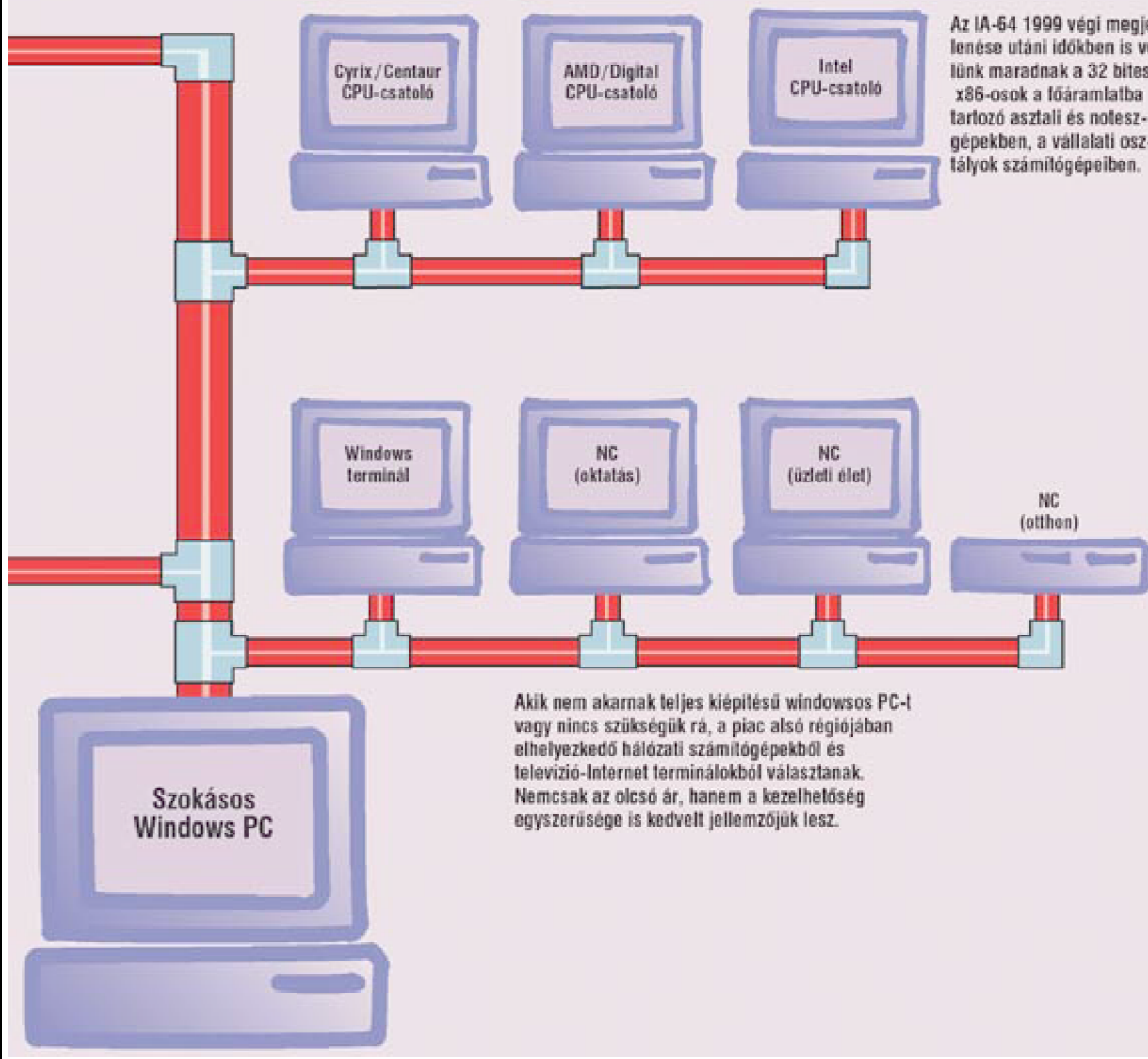 Cyrix/Centaur
CPU-csatoló
AMD/Digital
CPU-csatoló
Intel
CPU-csatoló
Az IA-64 1999 végi
lenése utáni időkben is
lünk maradnak a 32 bites
x86-osok a főáramlatba
tartozó asztali és notesz-
gépekben, a vállalati osz-
tályok számítógépeiben.
Windows
terminál
NC
(oktatás)
NC
(üzleti élet)
NC
(otthon)
Akik nem akarnak teljes kiépítésű windowsos PC-t
vagy nincs szükségük rá, a piac alsó régiójában
elhelyezkedő hálózati számítógépekből és
televízió-Internet terminálokból választanak.
Nemcsak az olcsó ár, hanem a kezelhetőség
egyszerűsége is kedvelt jellemzőjük lesz.
Szokásos
Windows PC